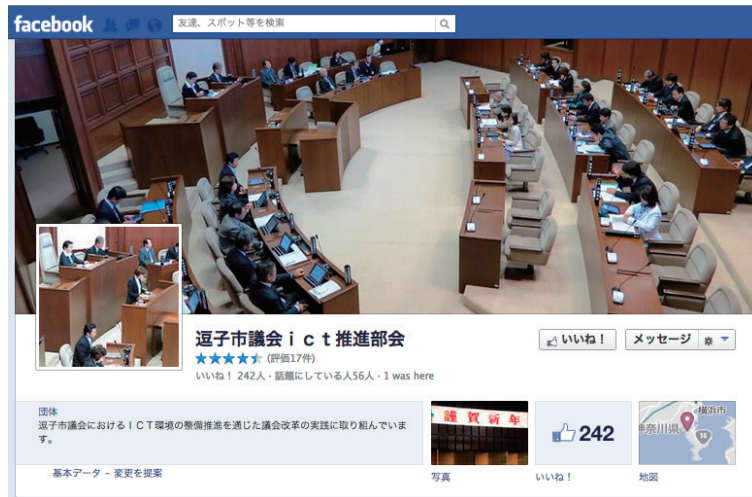 facebook
友達、スポット等を検索
逗子市議会ｉｃｔ推進部会
(評価17件)
いいね！ 242人・話題にしている人56人・1 was here
いいね！
メッセージ
団体
逗子市議会におけるＩＣＴ環境の整備推進を通じた議会改革の実践に取り組んでいま
す。
基本データ – 変更を提案
謹賀新年
写真
242
いいね！
横浜市
神奈川県
地図